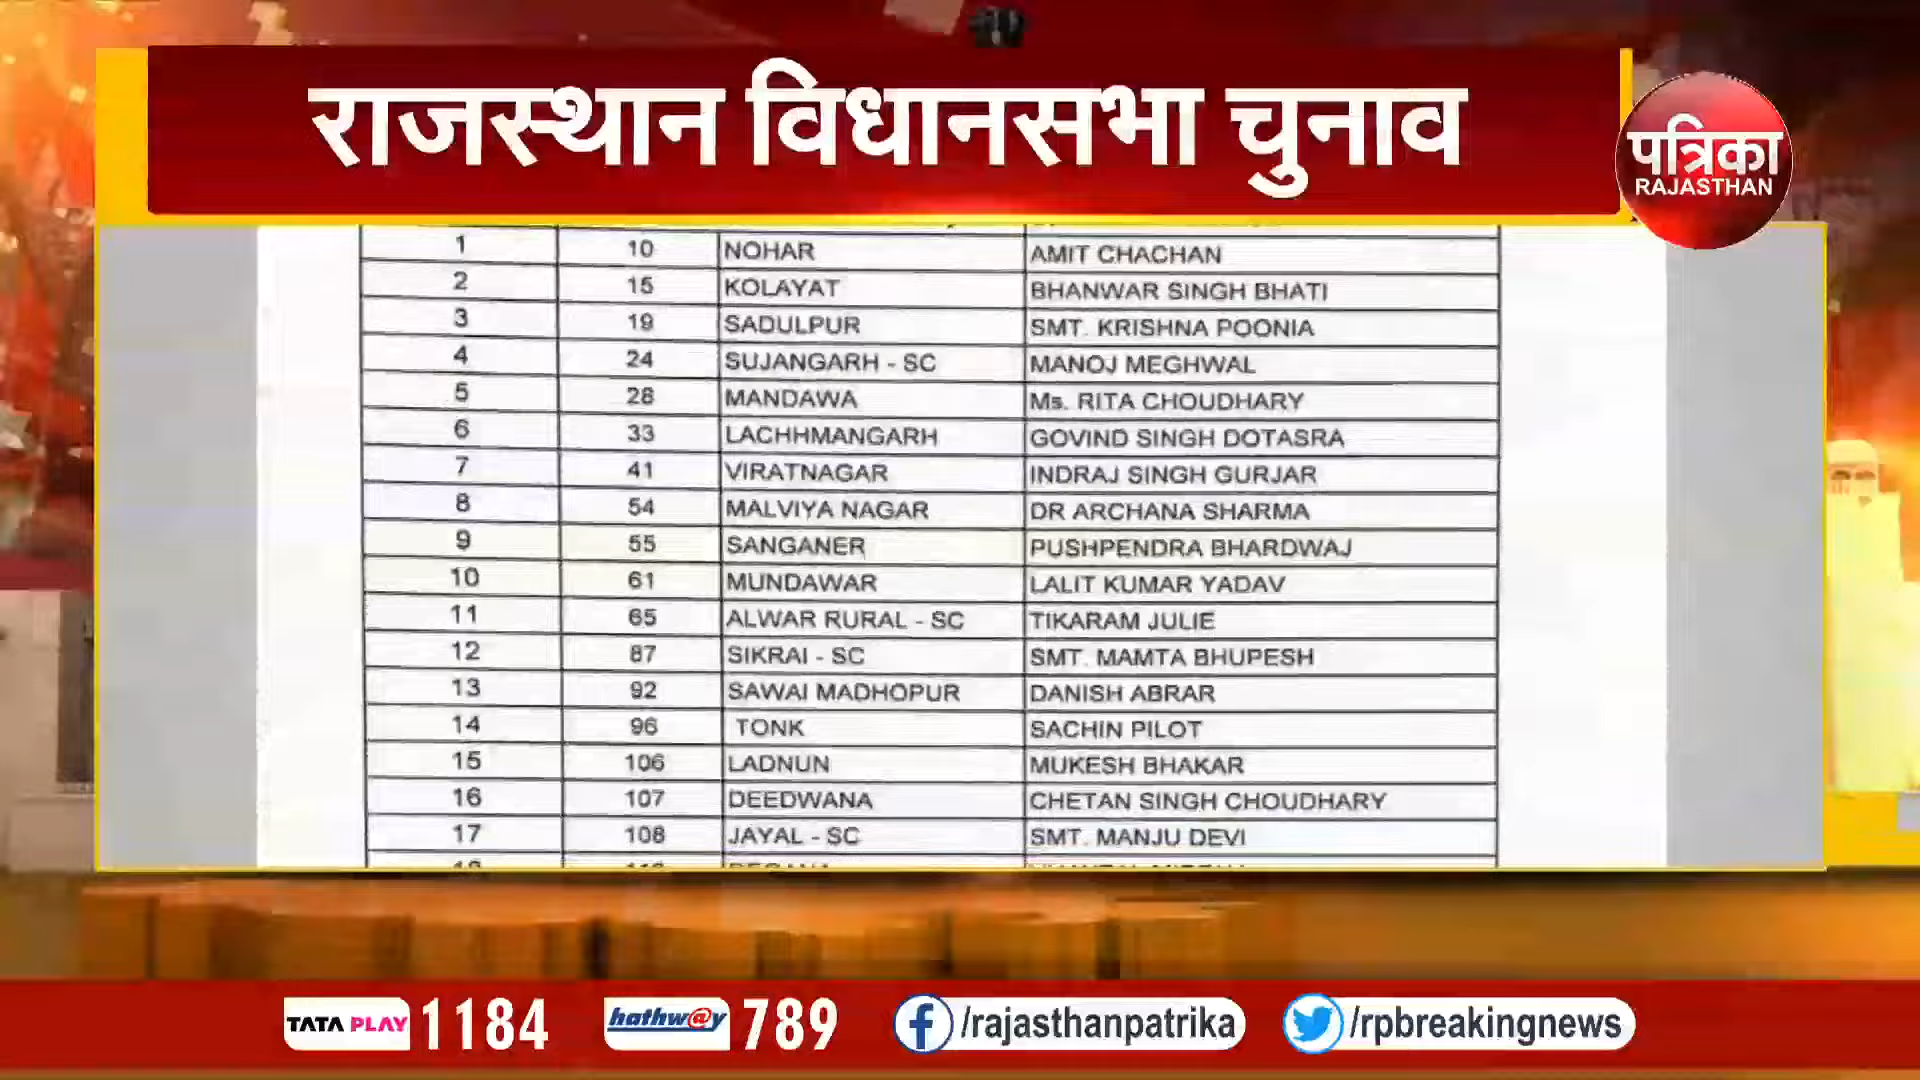 राजस्थान विधानसभा चुनाव
पत्रिका
RAJASTHAN
1 10 NOHAR AMIT CHACHAN
2 15 KOLAYAT BHANWAR SINGH BHATI
3 19 SADULPUR SMT. KRISHNA POONIA
4 24 SUJANGARH - SC MANOJ MEGHWAL
5 28 MANDAWA Ms. RITA CHOUDHARY
6 33 LACHHMANGARH GOVIND SINGH DOTASRA
7 41 VIRATNAGAR INDRAJ SINGH GURJAR
8 54 MALVIYA NAGAR DR ARCHANA SHARMA
9 55 SANGANER PUSHPENDRA BHARDWAJ
10 61 MUNDAWAR LALIT KUMAR YADAV
11 65 ALWAR RURAL - SC TIKARAM JULIE
12 87 SIKRAI - SC SMT. MAMTA BHUPESH
13 92 SAWAI MADHOPUR DANISH ABRAR
14 96 TONK SACHIN PILOT
15 106 LADNUN MUKESH BHAKAR
16 107 DEEDWANA CHETAN SINGH CHOUDHARY
17 108 JAYAL - SC SMT. MANJU DEVI
TATA PLAY 1184 hathw@y 789 /rajasthanpatrika /rpbreakingnews